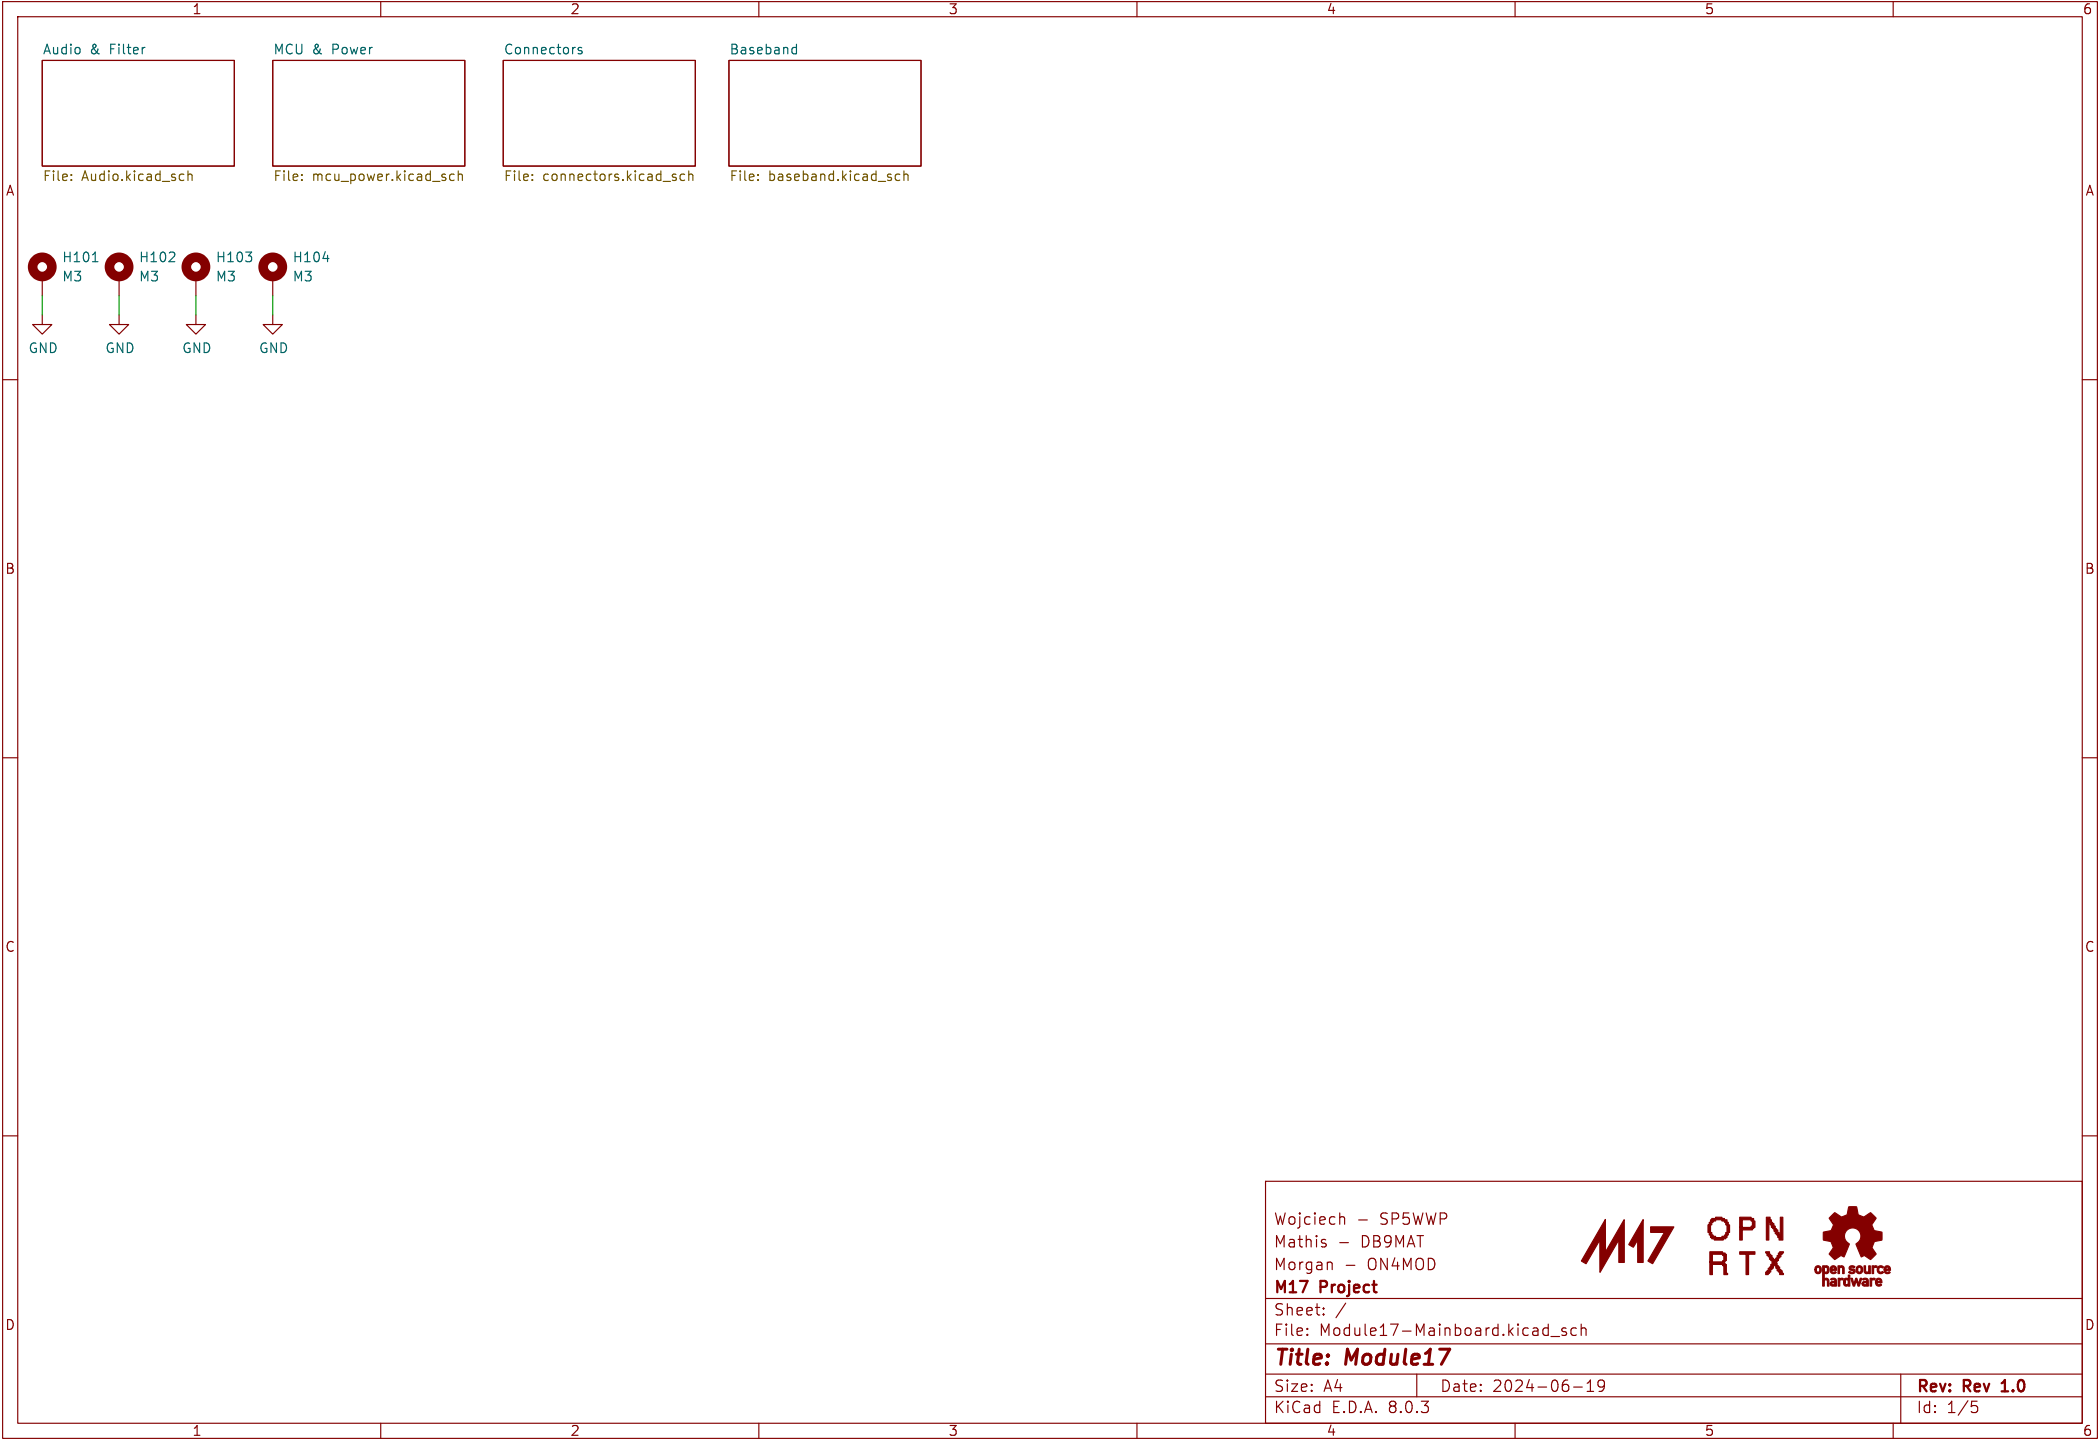 1 2 3 4 5 6
Audio & Filter
File: Audio.kicad_sch
MCU & Power
File: mcu_power.kicad_sch
Connectors
File: connectors.kicad_sch
Baseband
File: baseband.kicad_sch
A A
H101
M3
GND
H102
M3
GND
H103
M3
GND
H104
M3
GND
B B
C C
D D
Wojciech - SP5WWP
Mathis - DB9MAT
Morgan - ON4MOD
M17 Project
M17
OPN
RTX
open source
hardware
Sheet: /
File: Module17-Mainboard.kicad_sch
Title: Module17
Size: A4
Date: 2024-06-19
Rev: Rev 1.0
KiCad E.D.A. 8.0.3
Id: 1/5
1 2 3 4 5 6